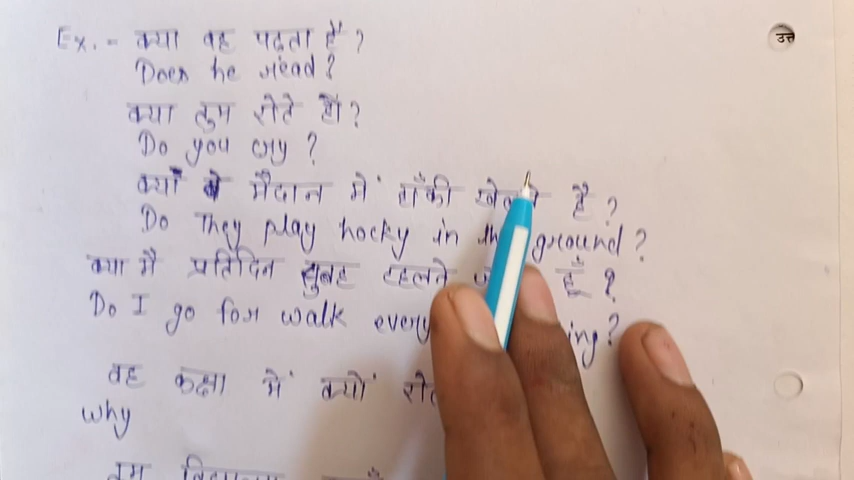 Ex. - क्या वह पढ़ता है ?
Does he read ?
क्या तुम रोते हो ?
Do you cry ?
क्या वे मैदान में हॉकी खेलते हैं ?
Do They play hocky in the ground ?
क्या मै प्रतिदिन सुबह टहलने हूँ ?
Do I go for walk every ?
वह कक्षा में क्यों
why
तुम
उत्त